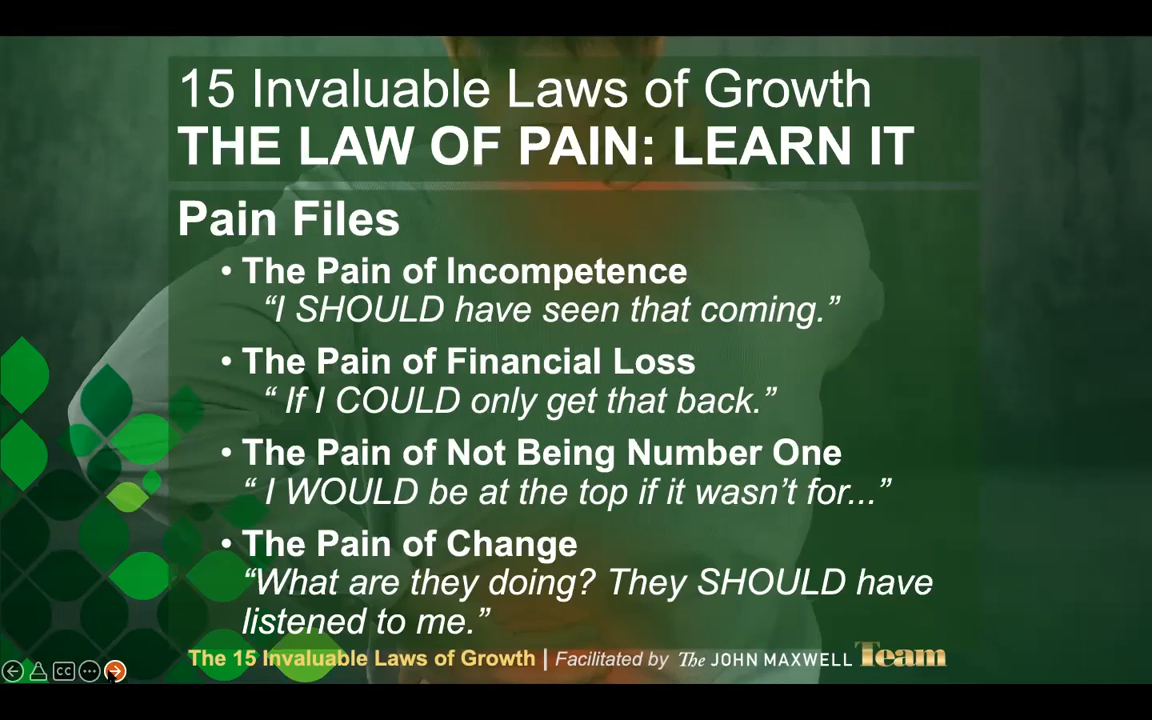 15 Invaluable Laws of Growth
THE LAW OF PAIN: LEARN IT
Pain Files
• The Pain of Incompetence
“I SHOULD have seen that coming.”
• The Pain of Financial Loss
“ If I COULD only get that back.”
• The Pain of Not Being Number One
“ I WOULD be at the top if it wasn’t for...”
• The Pain of Change
“What are they doing? They SHOULD have
listened to me.”
The 15 Invaluable Laws of Growth | Facilitated by The JOHN MAXWELL Team
CC